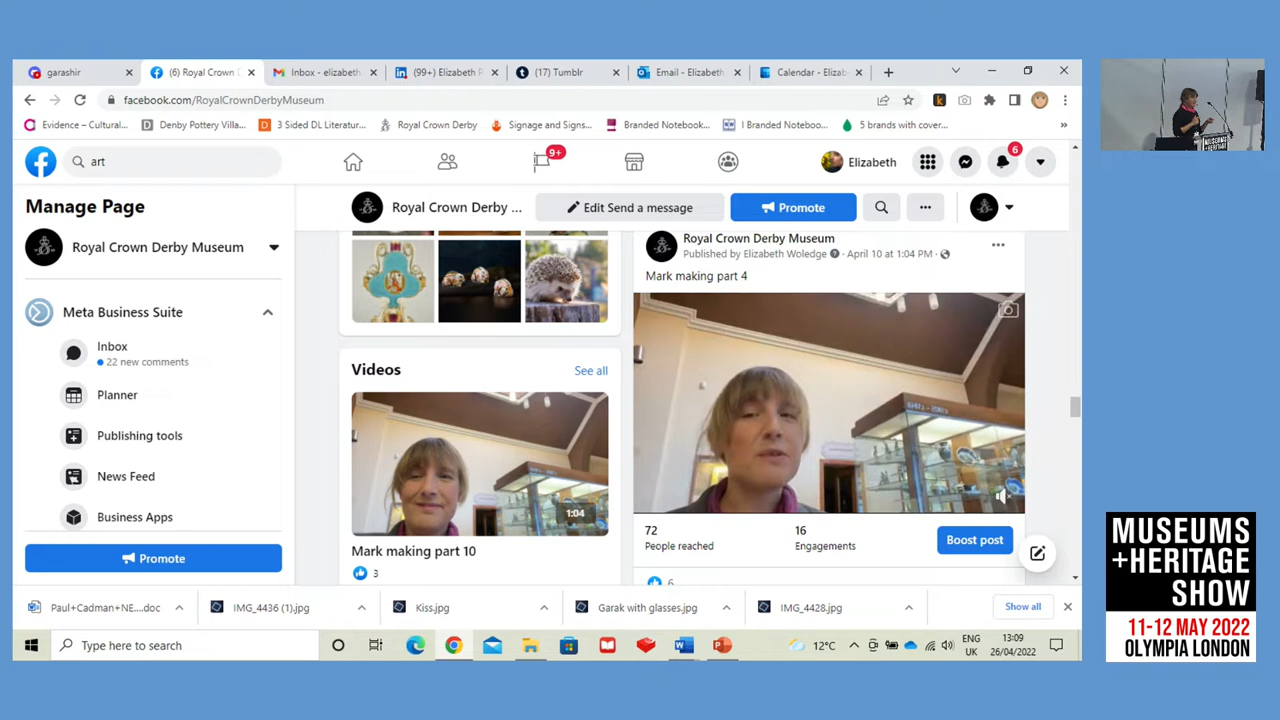 garashir
(6) Royal Crown D
Inbox - elizabeth
(99+) Elizabeth R
(17) Tumblr
Email - Elizabeth
Calendar - Elizab
facebook.com/RoyalCrownDerbyMuseum
Evidence – Cultural...
Denby Pottery Villa...
3 Sided DL Literatur...
Royal Crown Derby
Signage and Signs...
Branded Notebook...
I Branded Noteboo...
5 brands with cover...
art
9+
Elizabeth
6
Manage Page
Royal Crown Derby ...
Edit Send a message
Promote
Royal Crown Derby Museum
Meta Business Suite
Inbox
22 new comments
Planner
Publishing tools
News Feed
Business Apps
Promote
Videos
See all
1:04
Mark making part 10
3
Royal Crown Derby Museum
Published by Elizabeth Woledge
April 10 at 1:04 PM
Mark making part 4
72
People reached
16
Engagements
Boost post
6
Paul+Cadman+NE....doc
IMG_4436 (1).jpg
Kiss.jpg
Garak with glasses.jpg
IMG_4428.jpg
Show all
Type here to search
12°C
ENG
UK
13:09
26/04/2022
MUSEUMS
+HERITAGE
SHOW
11-12 MAY 2022
OLYMPIA LONDON